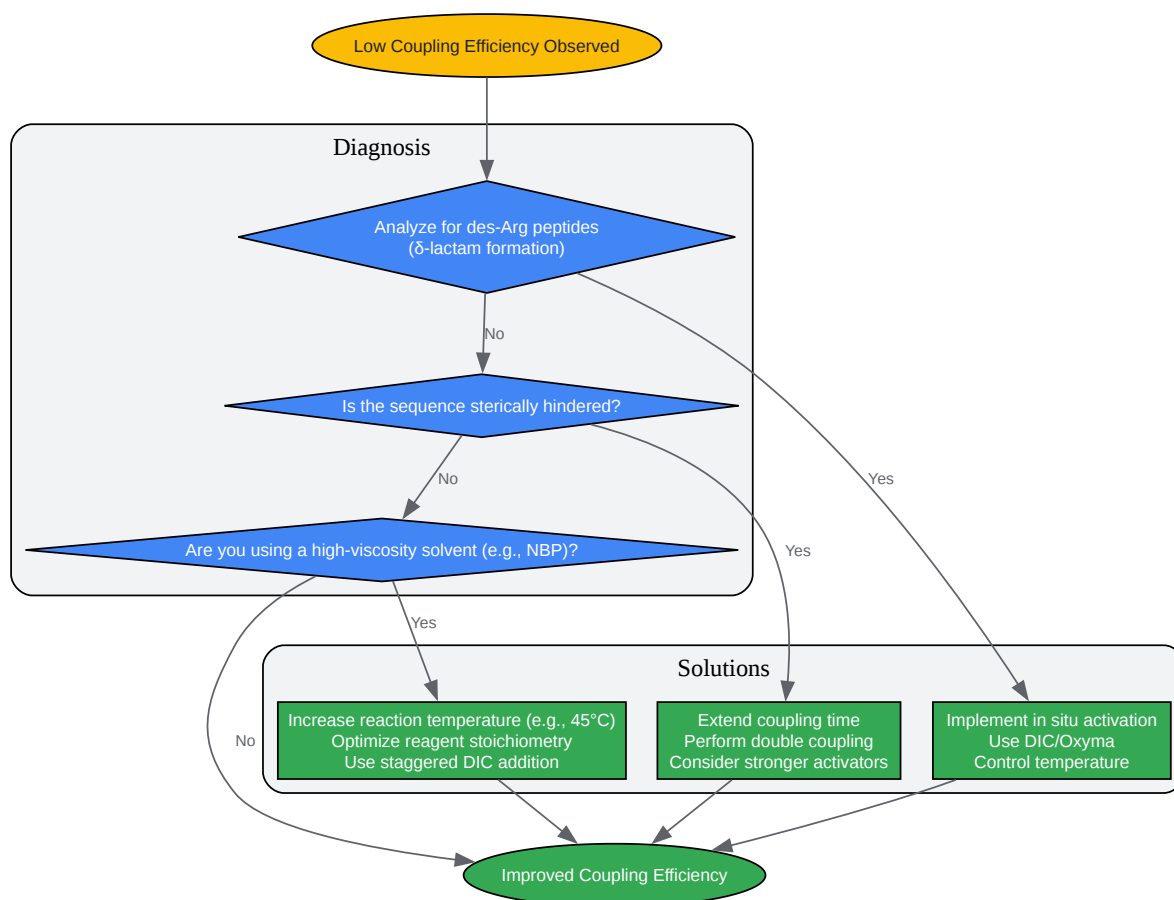 Low Coupling Efficiency Observed
Diagnosis
Analyze for des-Arg peptides
(δ-lactam formation)
No
Is the sequence sterically hindered?
No
Yes
Are you using a high-viscosity solvent (e.g., NBP)?
Yes
Yes
No
Solutions
Increase reaction temperature (e.g., 45°C)
Optimize reagent stoichiometry
Use staggered DIC addition
Extend coupling time
Perform double coupling
Consider stronger activators
Implement in situ activation
Use DIC/Oxyma
Control temperature
Improved Coupling Efficiency